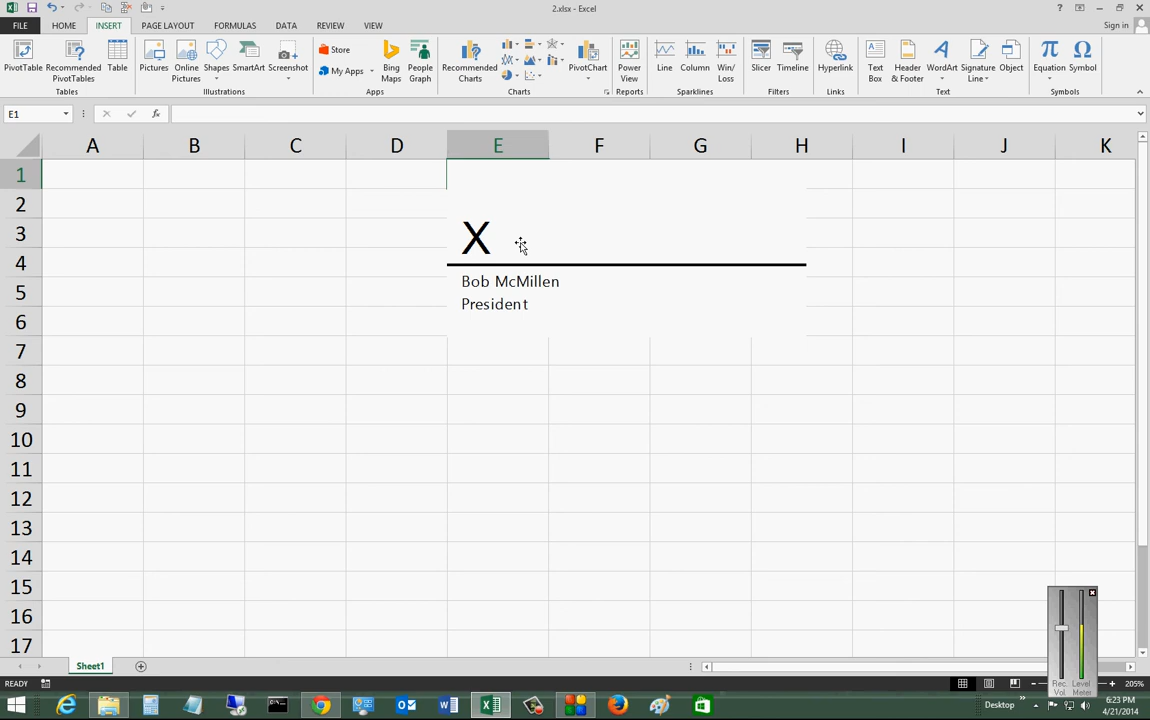 2.xlsx - Excel
?
FILE HOME INSERT PAGE LAYOUT FORMULAS DATA REVIEW VIEW Sign in
PivotTable Recommended PivotTables Table Pictures Online Pictures Shapes SmartArt Screenshot Store My Apps Bing Maps People Graph Recommended Charts PivotChart Power View Line Column Win/Loss Slicer Timeline Hyperlink Text Box Header & Footer WordArt Signature Line Object Equation Symbol
Tables Illustrations Apps Charts Reports Sparklines Filters Links Text Symbols
E1 fx
A B C D E F G H I J K
1
2
3
X
4
Bob McMillen
5
President
6
7
8
9
10
11
12
13
14
15
16
17
Sheet1
Rec. Vol Level Meter
READY 205%
Desktop 6:23 PM
4/21/2014